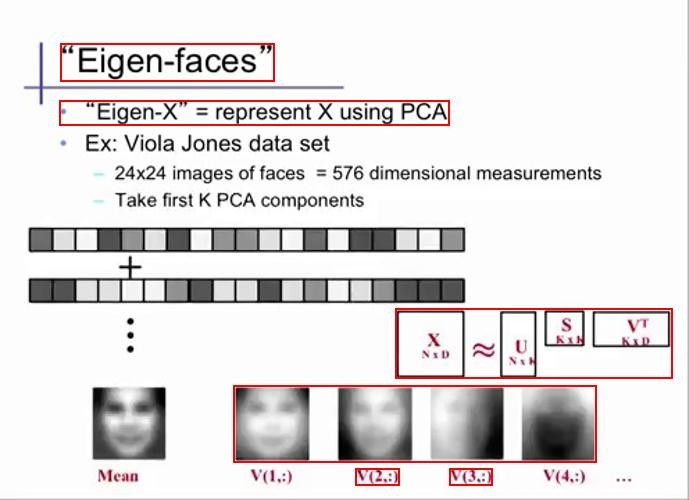 “Eigen-faces”
• “Eigen-X” = represent X using PCA
• Ex: Viola Jones data set
– 24x24 images of faces = 576 dimensional measurements
– Take first K PCA components
+
⋮
X ≈ U S Vᵀ
N x D N x K K x K K x D
Mean V(1,:) V(2,:) V(3,:) V(4,:) ...